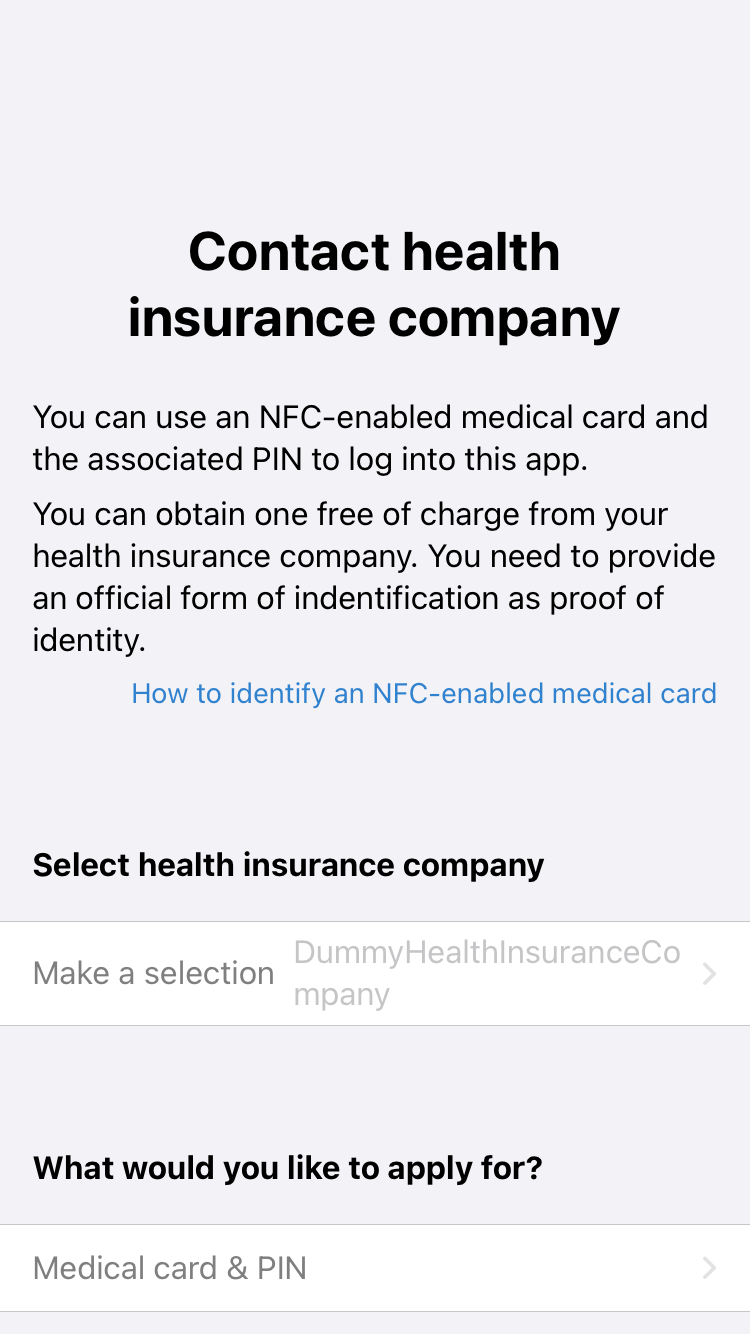 Contact health
insurance company
You can use an NFC-enabled medical card and
the associated PIN to log into this app.
You can obtain one free of charge from your
health insurance company. You need to provide
an official form of indentification as proof of
identity.
How to identify an NFC-enabled medical card
Select health insurance company
Make a selection
DummyHealthInsuranceCo
mpany
What would you like to apply for?
Medical card & PIN